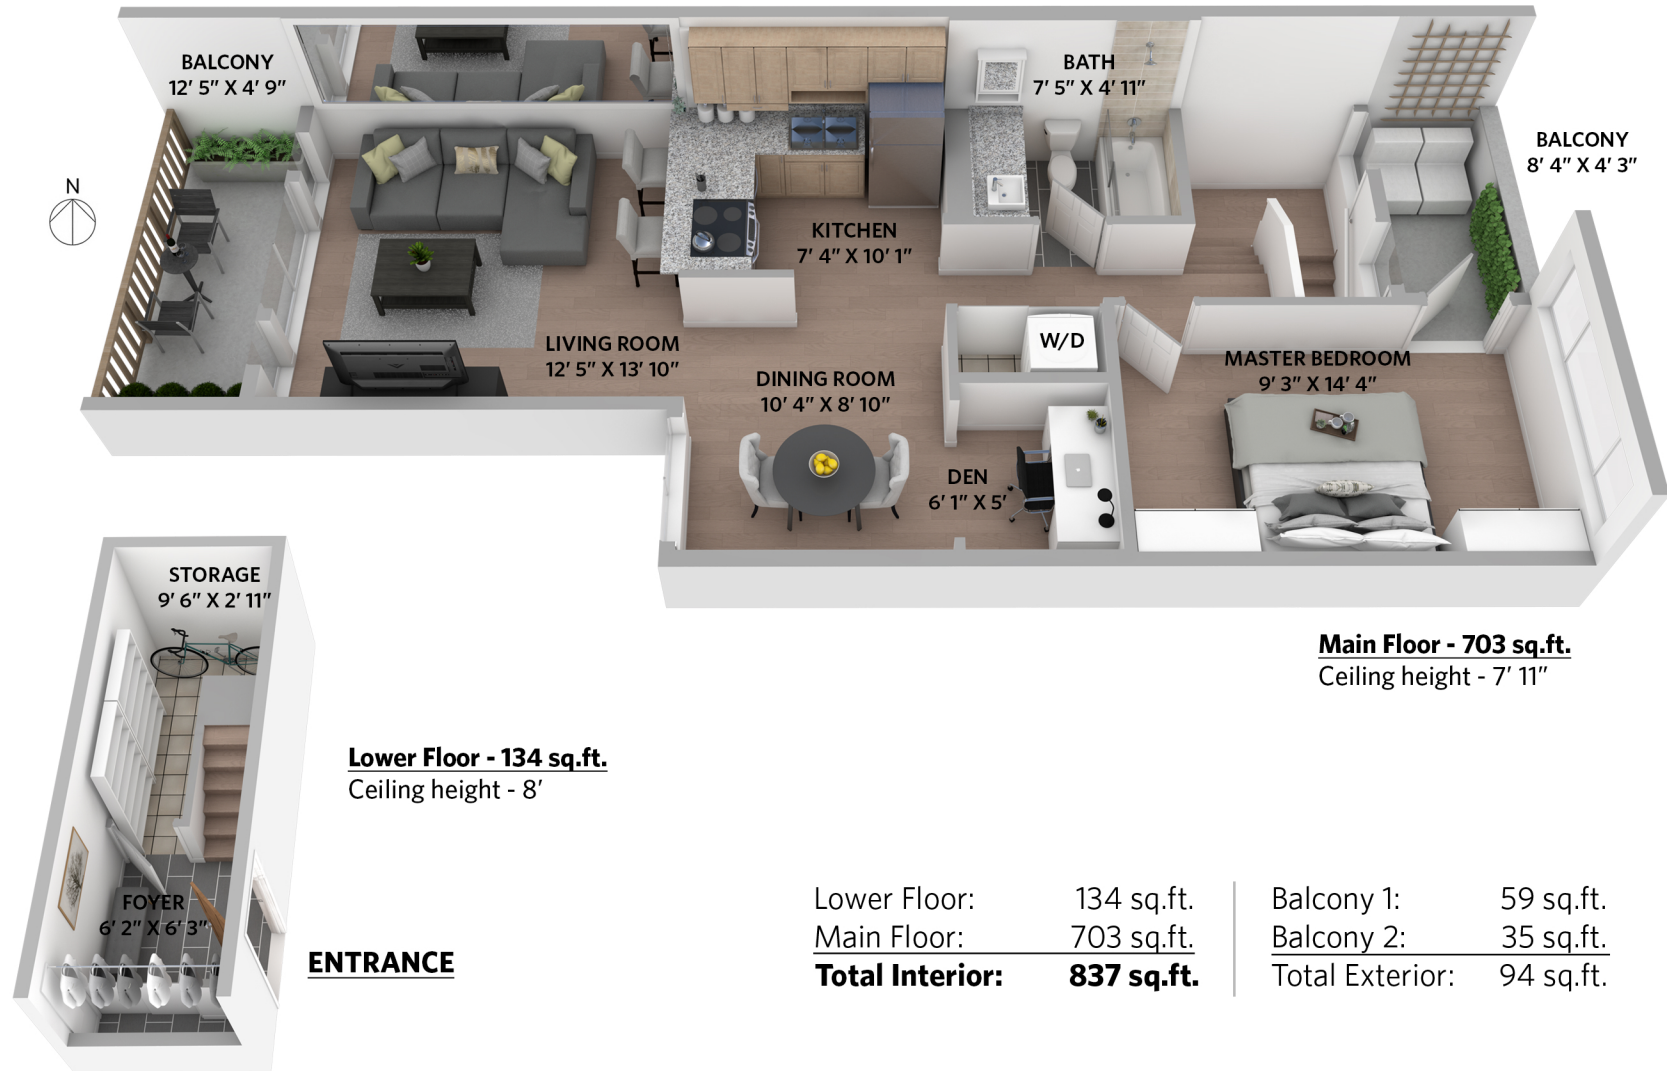 BALCONY
12′ 5″ X 4′ 9″
BATH
7′ 5″ X 4′ 11″
BALCONY
8′ 4″ X 4′ 3″
N
KITCHEN
7′ 4″ X 10′ 1″
LIVING ROOM
12′ 5″ X 13′ 10″
W/D
MASTER BEDROOM
9′ 3″ X 14′ 4″
DINING ROOM
10′ 4″ X 8′ 10″
DEN
6′ 1″ X 5′
STORAGE
9′ 6″ X 2′ 11″
Main Floor - 703 sq.ft.
Ceiling height - 7′ 11″
Lower Floor - 134 sq.ft.
Ceiling height - 8′
FOYER
6′ 2″ X 6′ 3″
ENTRANCE
Lower Floor: 134 sq.ft.
Main Floor: 703 sq.ft.
Total Interior: 837 sq.ft.
Balcony 1: 59 sq.ft.
Balcony 2: 35 sq.ft.
Total Exterior: 94 sq.ft.